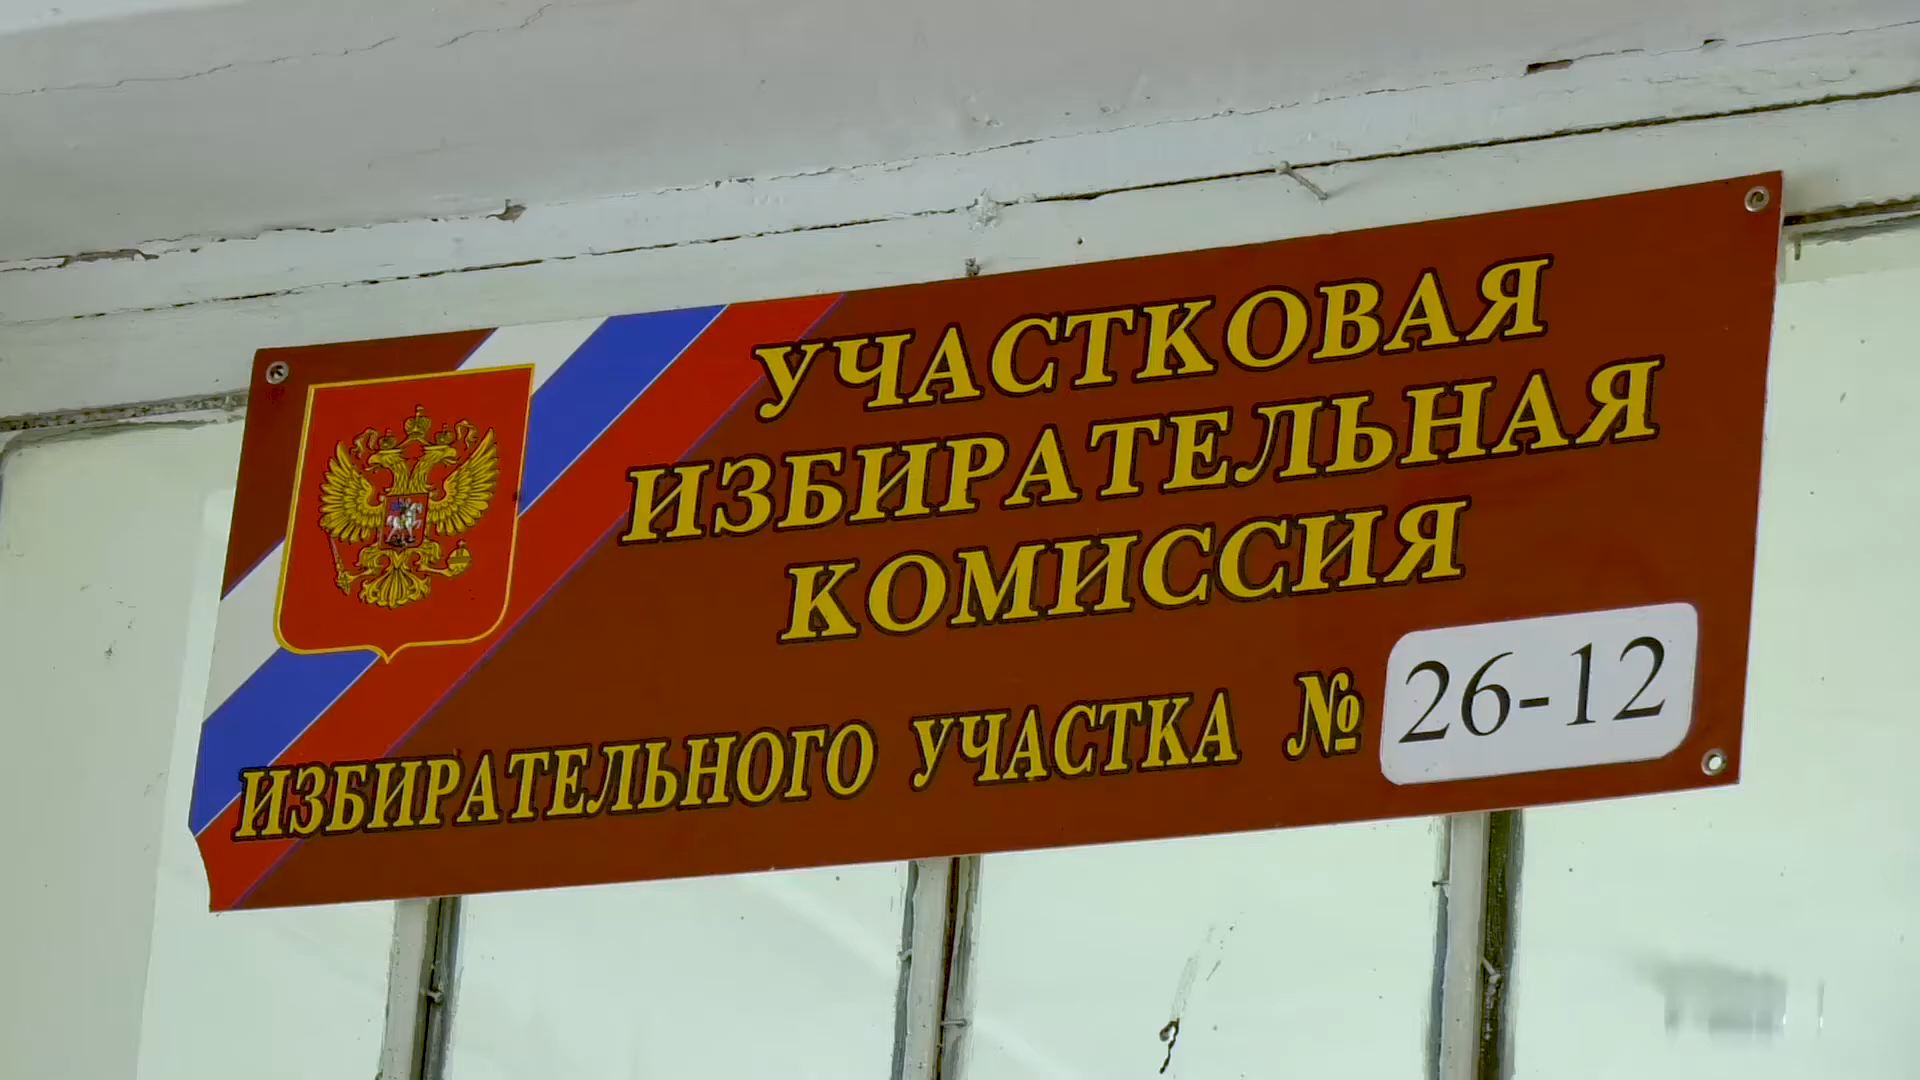 УЧАСТКОВАЯ
ИЗБИРАТЕЛЬНАЯ
КОМИССИЯ
ИЗБИРАТЕЛЬНОГО УЧАСТКА № 26-12